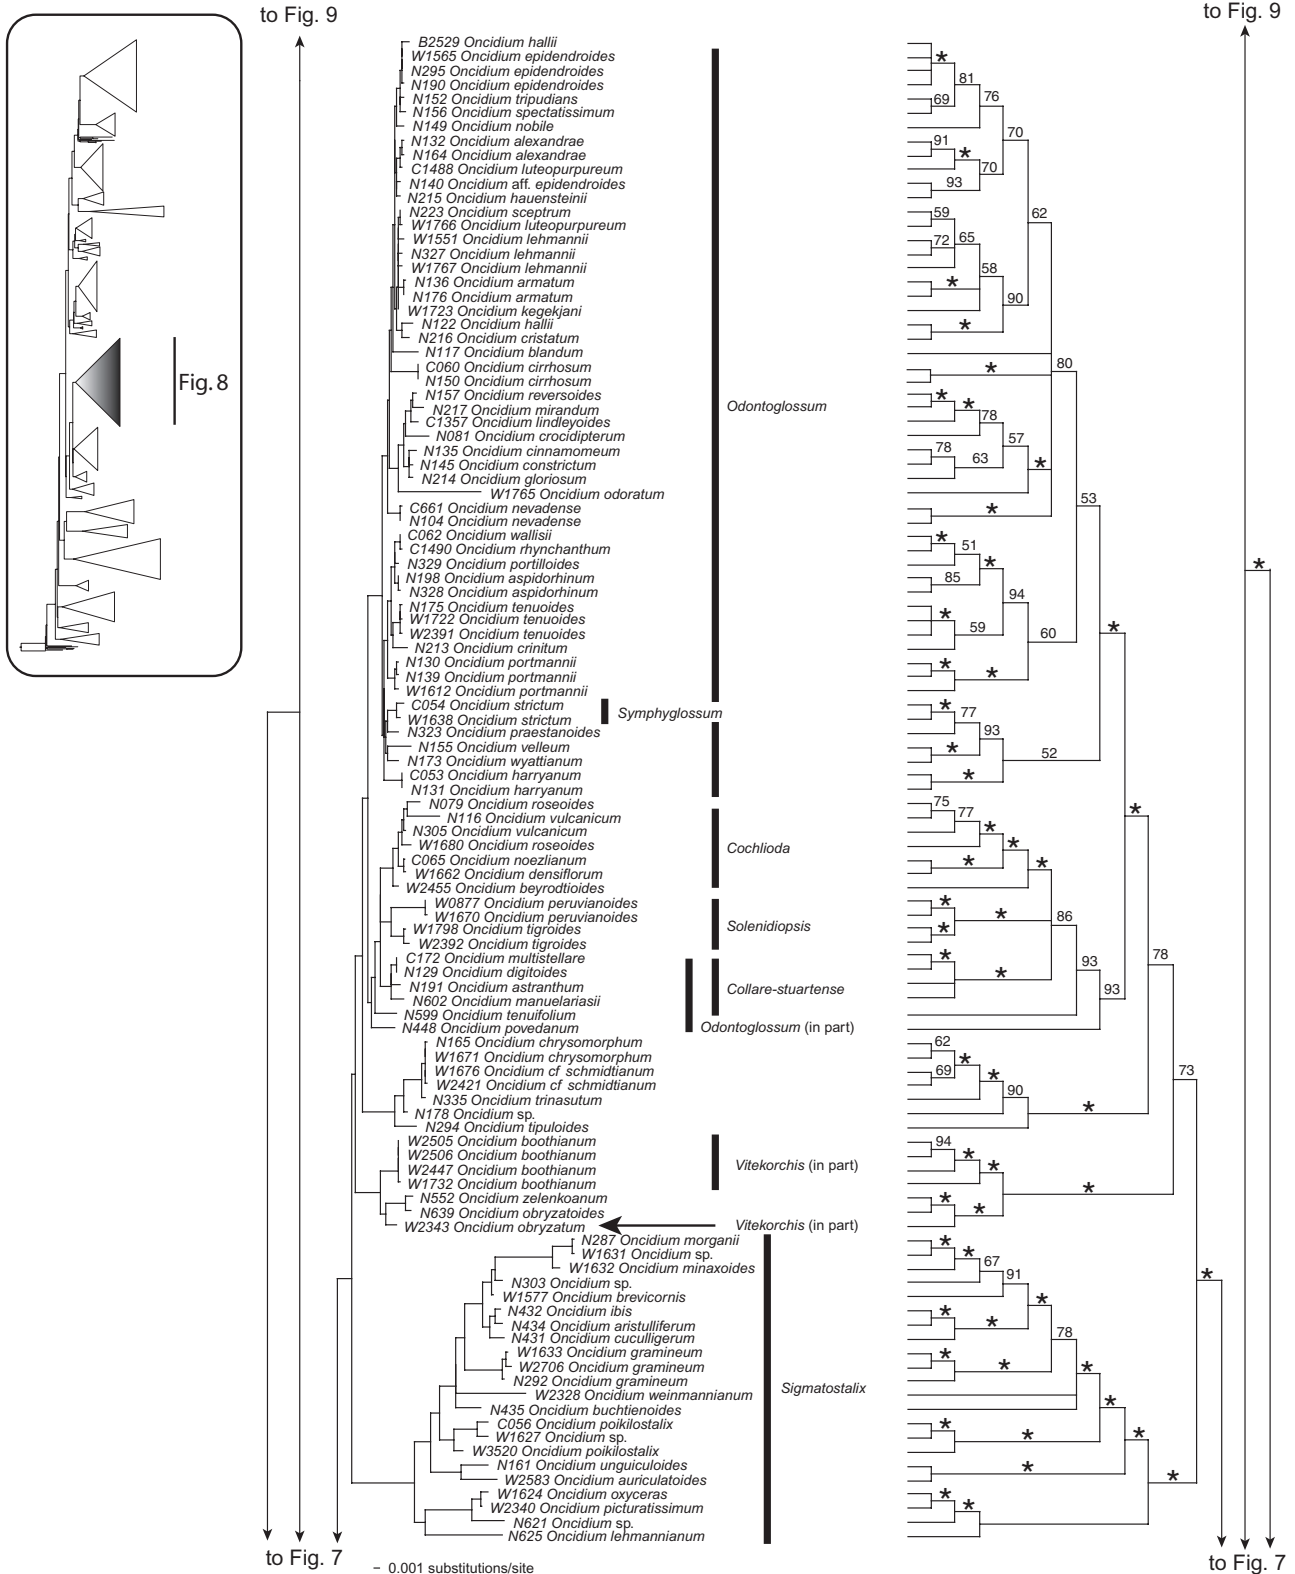 to Fig. 9
to Fig. 9
Fig. 8
B2529 Oncidium hallii
W1565 Oncidium epidendroides
N295 Oncidium epidendroides
N190 Oncidium epidendroides
N152 Oncidium tripudians
N156 Oncidium spectatissimum
N149 Oncidium nobile
N132 Oncidium alexandrae
N164 Oncidium alexandrae
C1488 Oncidium luteopurpureum
N140 Oncidium aff. epidendroides
N215 Oncidium hauensteinii
N223 Oncidium sceptrum
W1766 Oncidium luteopurpureum
W1551 Oncidium lehmannii
N327 Oncidium lehmannii
W1767 Oncidium lehmannii
N136 Oncidium armatum
N176 Oncidium armatum
W1723 Oncidium kegekjani
N122 Oncidium hallii
N216 Oncidium cristatum
N117 Oncidium blandum
C060 Oncidium cirrhosum
N150 Oncidium cirrhosum
N157 Oncidium reversoides
N217 Oncidium mirandum
C1357 Oncidium lindleyoides
N081 Oncidium crocidipterum
N135 Oncidium cinnamomeum
N145 Oncidium constrictum
N214 Oncidium gloriosum
W1765 Oncidium odoratum
C661 Oncidium nevadense
N104 Oncidium nevadense
C062 Oncidium wallisii
C1490 Oncidium rhynchanthum
N329 Oncidium portilloides
N198 Oncidium aspidorhinum
N328 Oncidium aspidorhinum
N175 Oncidium tenuoides
W1722 Oncidium tenuoides
W2391 Oncidium tenuoides
N213 Oncidium crinitum
N130 Oncidium portmannii
N139 Oncidium portmannii
W1612 Oncidium portmannii
C054 Oncidium strictum
W1638 Oncidium strictum
N323 Oncidium praestanoides
N155 Oncidium velleum
N173 Oncidium wyattianum
C053 Oncidium harryanum
N131 Oncidium harryanum
N079 Oncidium roseoides
N116 Oncidium vulcanicum
N305 Oncidium vulcanicum
W1680 Oncidium roseoides
C065 Oncidium noezlianum
W1662 Oncidium densiflorum
W2455 Oncidium beyrodtioides
W0877 Oncidium peruvianoides
W1670 Oncidium peruvianoides
W1798 Oncidium tigroides
W2392 Oncidium tigroides
C172 Oncidium multistellare
N129 Oncidium digitoides
N191 Oncidium astranthum
N602 Oncidium manuelariasii
N599 Oncidium tenuifolium
N448 Oncidium povedanum
N165 Oncidium chrysomorphum
W1671 Oncidium chrysomorphum
W1676 Oncidium cf schmidtianum
W2421 Oncidium cf schmidtianum
N335 Oncidium trinasutum
N178 Oncidium sp.
N294 Oncidium tipuloides
W2505 Oncidium boothianum
W2506 Oncidium boothianum
W2447 Oncidium boothianum
W1732 Oncidium boothianum
N552 Oncidium zelenkoanum
N639 Oncidium obryzatoides
W2343 Oncidium obryzatum
N287 Oncidium morganii
W1631 Oncidium sp.
W1632 Oncidium minaxoides
N303 Oncidium sp.
W1577 Oncidium brevicornis
N432 Oncidium ibis
N434 Oncidium aristulliferum
N431 Oncidium cuculligerum
W1633 Oncidium gramineum
W2706 Oncidium gramineum
N292 Oncidium gramineum
W2328 Oncidium weinmannianum
N435 Oncidium buchtienoides
C056 Oncidium poikilostalix
W1627 Oncidium sp.
W3520 Oncidium poikilostalix
N161 Oncidium unguiculoides
W2583 Oncidium auriculatoides
W1624 Oncidium oxyceras
W2340 Oncidium picturatissimum
N621 Oncidium sp.
N625 Oncidium lehmannianum
Odontoglossum
Symphyglossum
Cochlioda
Solenidiopsis
Collare-stuartense
Odontoglossum (in part)
Vitekorchis (in part)
Vitekorchis (in part)
Sigmatostalix
*
81
69
76
70
91
*
70
93
62
59
72
65
58
*
90
*
80
*
*
*
78
57
78
63
*
*
53
*
51
*
85
94
*
59
60
*
*
*
*
77
93
*
52
*
75
77
*
*
*
*
*
*
*
*
86
*
*
93
93
78
62
*
69
*
90
*
73
94
*
*
*
*
*
*
*
67
91
*
*
*
78
*
*
*
*
*
*
*
*
*
*
*
*
to Fig. 7
to Fig. 7
0.001 substitutions/site